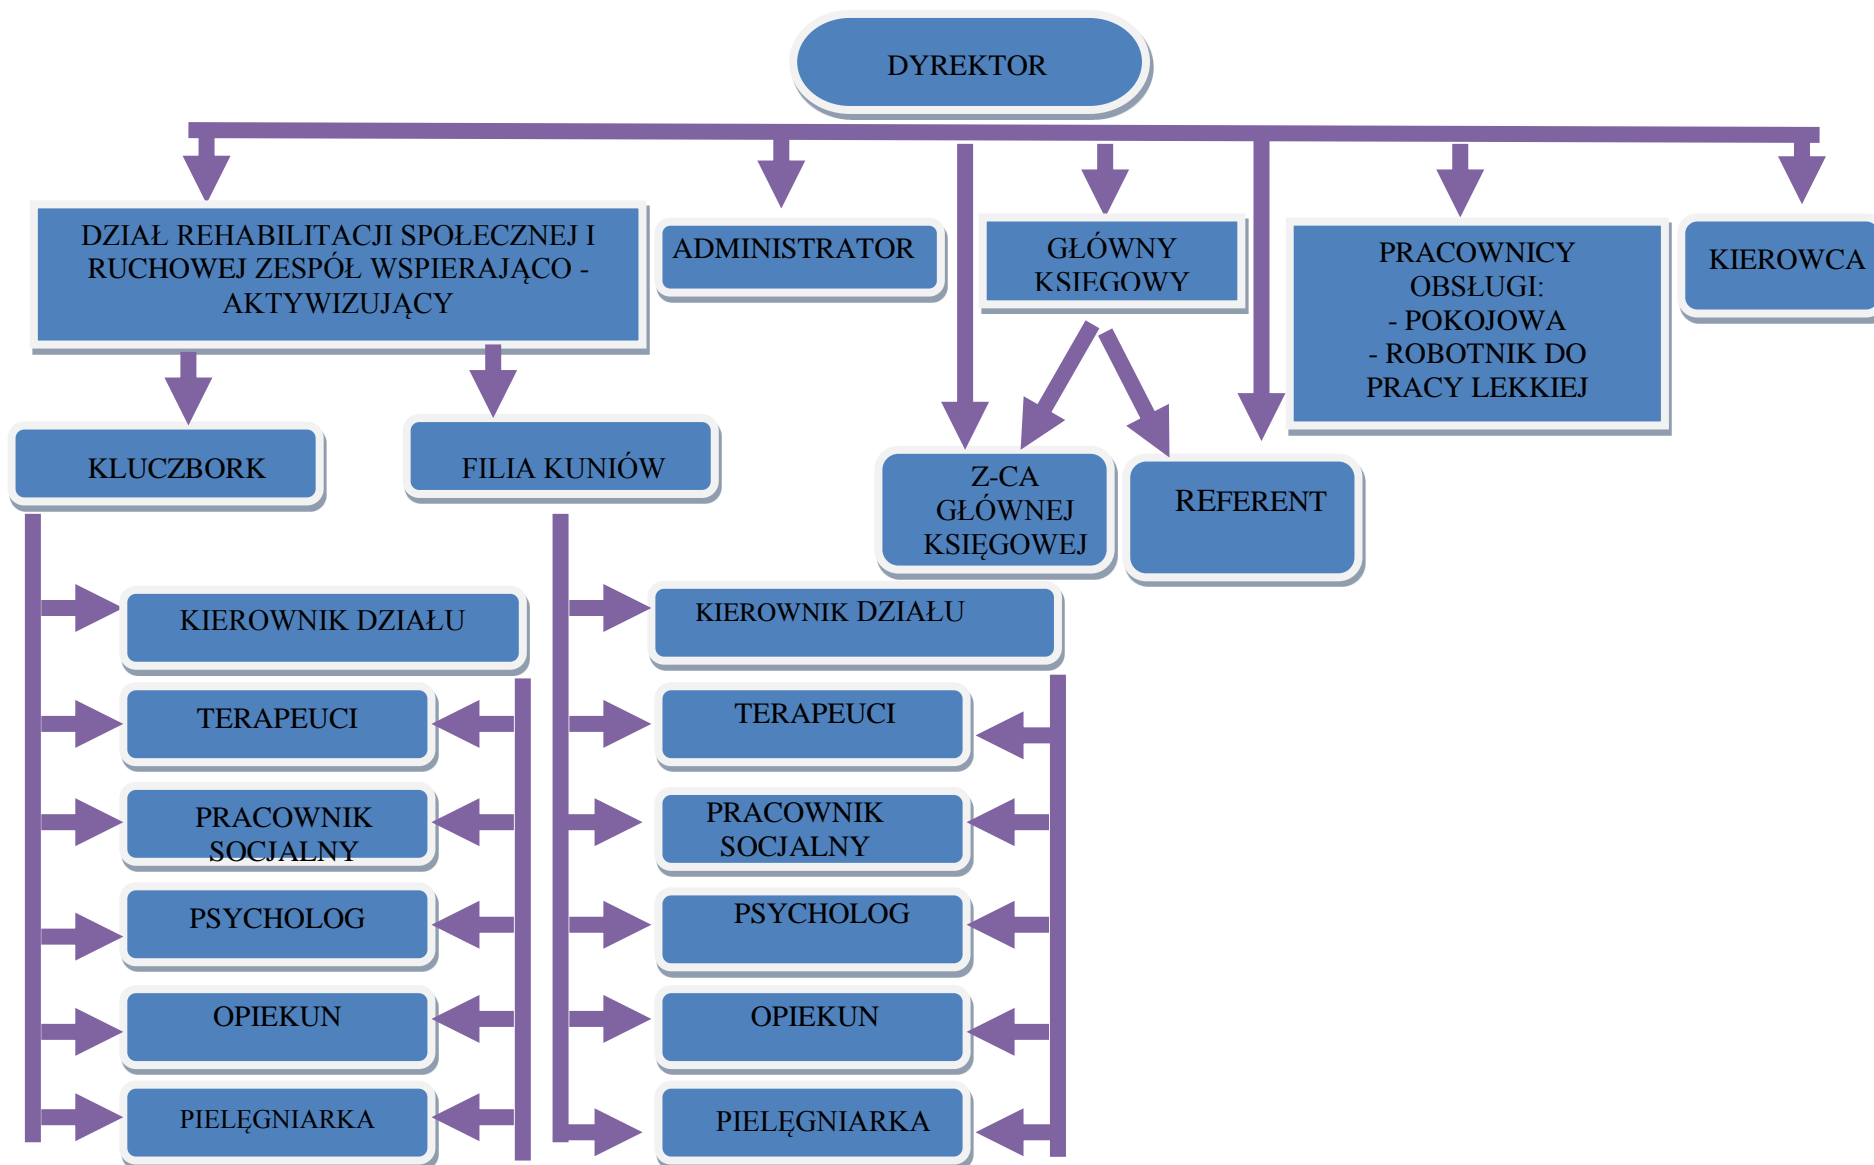 DYREKTOR
DZIAŁ REHABILITACJI SPOŁECZNEJ I
RUCHOWEJ ZESPÓŁ WSPIERAJĄCO -
AKTYWIZUJĄCY
ADMINISTRATOR
GŁÓWNY
KSIĘGOWY
PRACOWNICY
OBSŁUGI:
- POKOJOWA
- ROBOTNIK DO
PRACY LEKKIEJ
KIEROWCA
KLUCZBORK
FILIA KUNIÓW
Z-CA
GŁÓWNEJ
KSIĘGOWEJ
REFERENT
KIEROWNIK DZIAŁU
TERAPEUCI
PRACOWNIK
SOCJALNY
PSYCHOLOG
OPIEKUN
PIELĘGNIARKA
KIEROWNIK DZIAŁU
TERAPEUCI
PRACOWNIK
SOCJALNY
PSYCHOLOG
OPIEKUN
PIELĘGNIARKA